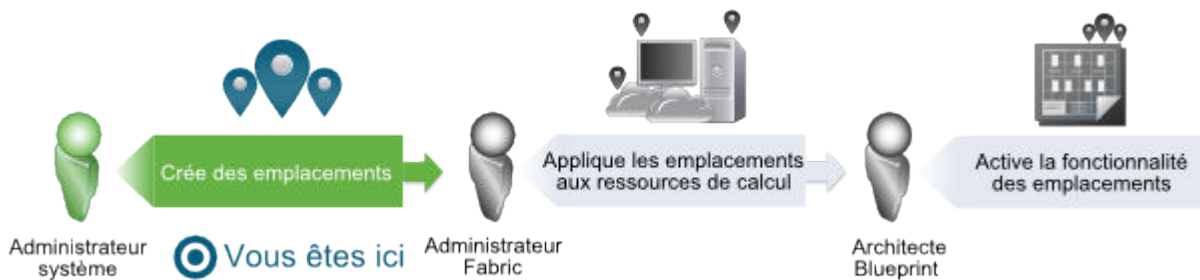 Crée des emplacements
Applique les emplacements
aux ressources de calcul
Active la fonctionnalité
des emplacements
Administrateur
système
Vous êtes ici
Administrateur
Fabric
Architecte
Blueprint